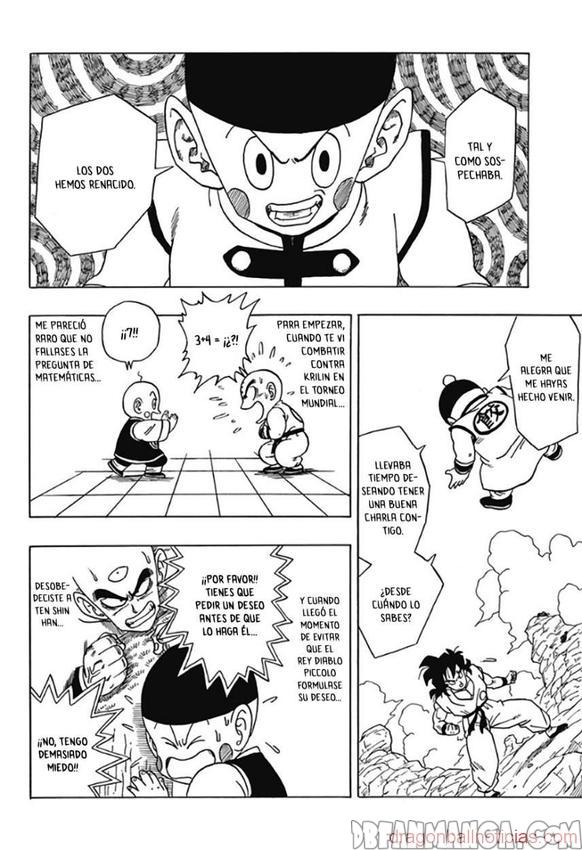 TAL Y
COMO SOS-
PECHABA.
LOS DOS
HEMOS RENACIDO.
ME
ALEGRA QUE
ME HAYAS
HECHO VENIR.
LLEVABA
TIEMPO DE-
SEANDO TENER
UNA BUENA
CHARLA CON-
TIGO.
¿DESDE
CUÁNDO LO
SABES?
PARA EMPEZAR,
CUANDO TE VI
COMBATIR
CONTRA
KRILIN EN
EL TORNEO
MUNDIAL...
3+4 = ¡¿?!
¡¡7!!
ME PARECIÓ
RARO QUE NO
FALLASES LA
PREGUNTA DE
MATEMÁTICAS...
Y CUANDO
LLEGÓ EL
MOMENTO
DE EVITAR
QUE EL
REY DIABLO
PICCOLO
FORMULASE
SU DESEO...
¡¡POR FAVOR!!
TIENES QUE
PEDIR UN DESEO
ANTES DE QUE
LO HAGA ÉL...
DESOBE-
DECISTE A
TEN SHIN
HAN...
¡¡NO, TENGO
DEMASIADO
MIEDO!!
DBFANMANGA.COM
dragonballnoticias.com